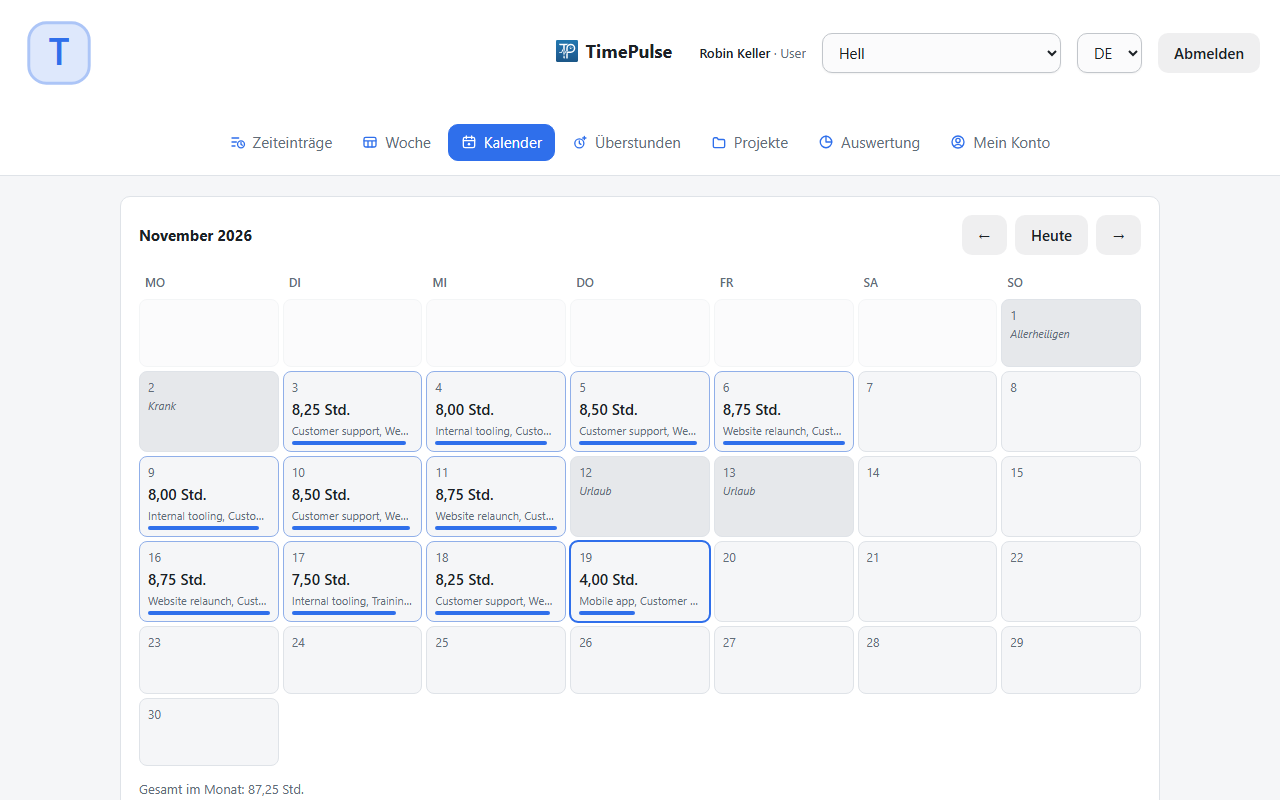 T
TimePulse
Robin Keller · User
Hell
DE
Abmelden
Zeiteinträge
Woche
Kalender
Überstunden
Projekte
Auswertung
Mein Konto
November 2026
←
Heute
→
MO DI MI DO FR SA SO
1
Allerheiligen
2
Krank
3
8,25 Std.
Customer support, We...
4
8,00 Std.
Internal tooling, Custo...
5
8,50 Std.
Customer support, We...
6
8,75 Std.
Website relaunch, Cust...
7
8
9
8,00 Std.
Internal tooling, Custo...
10
8,50 Std.
Customer support, We...
11
8,75 Std.
Website relaunch, Cust...
12
Urlaub
13
Urlaub
14
15
16
8,75 Std.
Website relaunch, Cust...
17
7,50 Std.
Internal tooling, Trainin...
18
8,25 Std.
Customer support, We...
19
4,00 Std.
Mobile app, Customer ...
20
21
22
23
24
25
26
27
28
29
30
Gesamt im Monat: 87,25 Std.